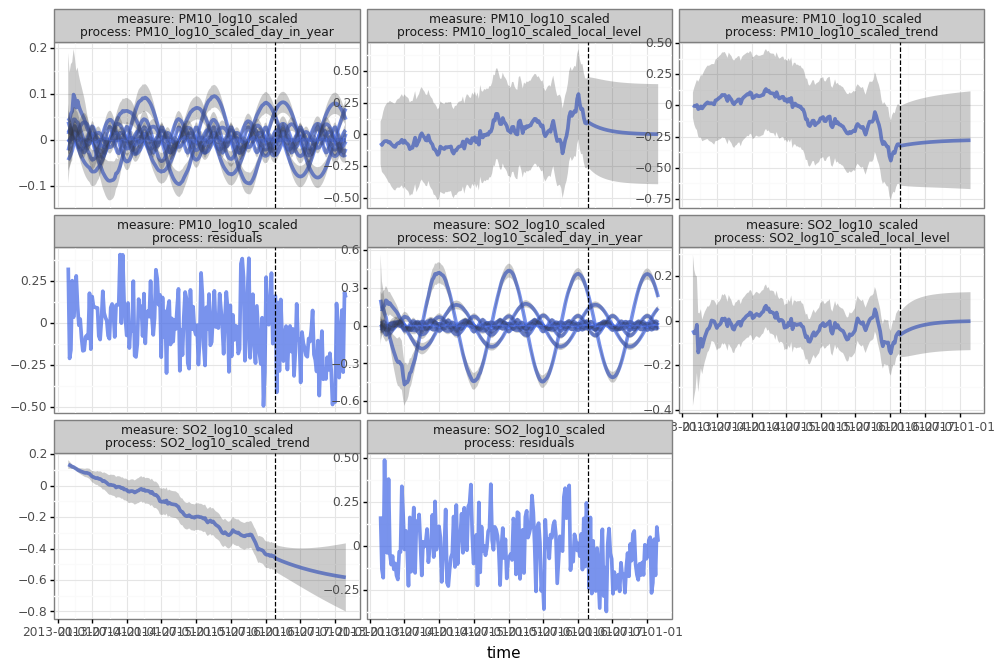 measure: PM10_log10_scaled
process: PM10_log10_scaled_day_in_year
measure: PM10_log10_scaled
process: PM10_log10_scaled_local_level
measure: PM10_log10_scaled
process: PM10_log10_scaled_trend
0.2
0.1
0
−0.1
0.50
0.25
0
−0.25
−0.50
0.50
0.25
0
−0.25
−0.50
−0.75
measure: PM10_log10_scaled
process: residuals
measure: SO2_log10_scaled
process: SO2_log10_scaled_day_in_year
measure: SO2_log10_scaled
process: SO2_log10_scaled_local_level
0.25
0
−0.25
−0.50
0.6
0.3
0
−0.3
−0.6
0.2
0
−0.2
−0.4
measure: SO2_log10_scaled
process: SO2_log10_scaled_trend
measure: SO2_log10_scaled
process: residuals
0.2
0
−0.2
−0.4
−0.6
−0.8
0.50
0.25
0
−0.25
time